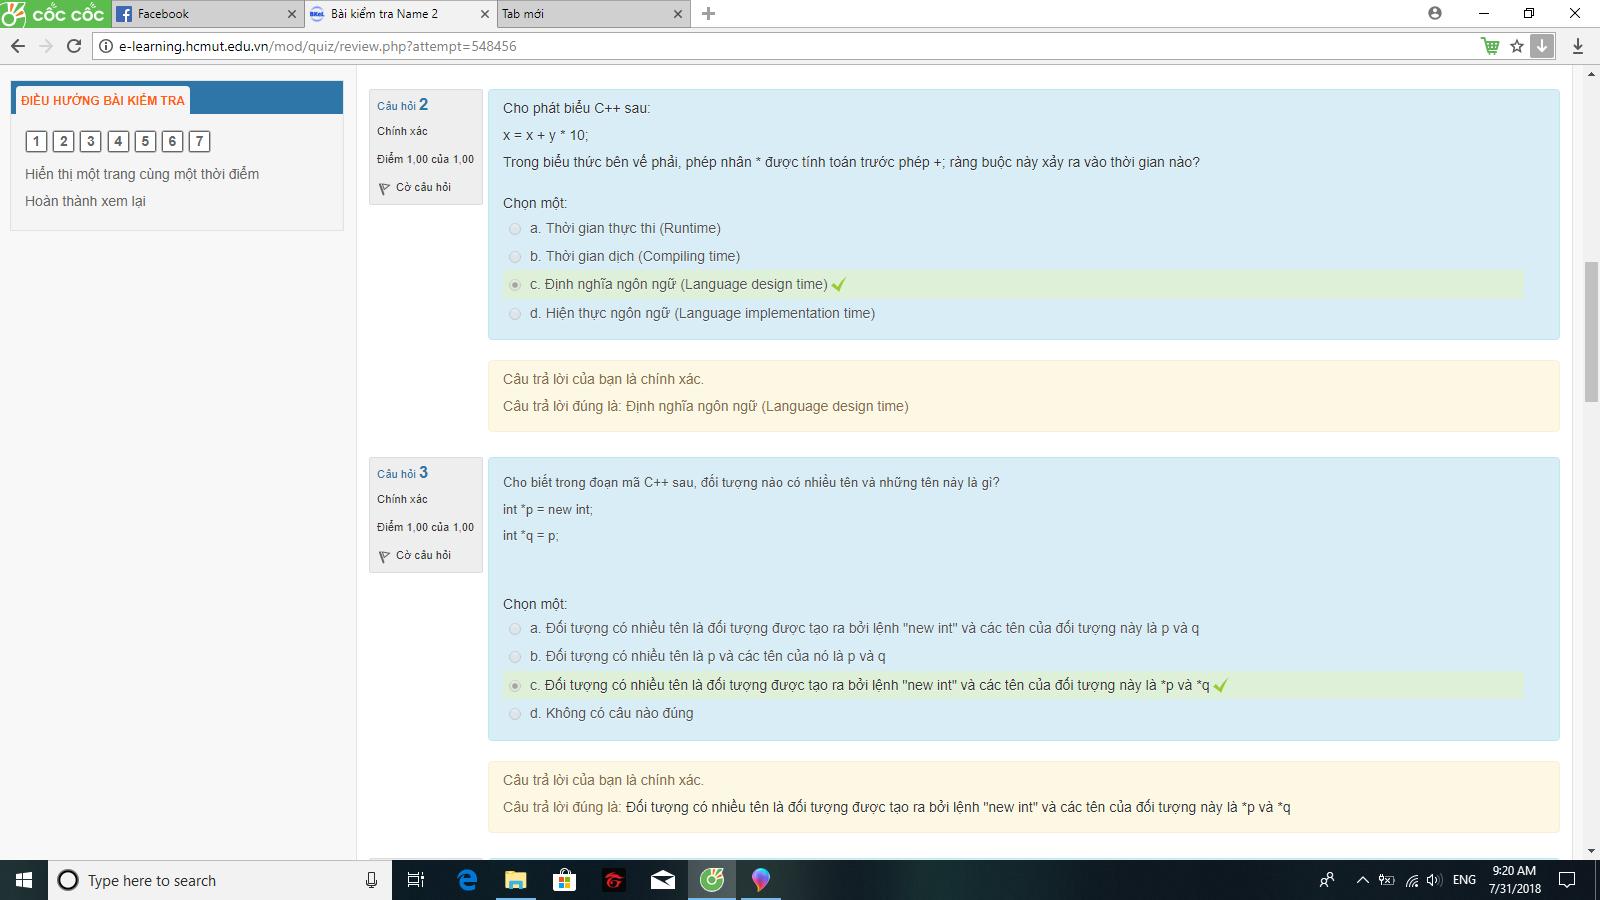 cốc cốc
Facebook
Bài kiểm tra Name 2
Tab mới
e-learning.hcmut.edu.vn/mod/quiz/review.php?attempt=548456
ĐIỀU HƯỚNG BÀI KIỂM TRA
1 2 3 4 5 6 7
Hiển thị một trang cùng một thời điểm
Hoàn thành xem lại
Câu hỏi 2
Chính xác
Điểm 1,00 của 1,00
Cờ câu hỏi
Cho phát biểu C++ sau:
x = x + y * 10;
Trong biểu thức bên vế phải, phép nhân * được tính toán trước phép +; ràng buộc này xảy ra vào thời gian nào?
Chọn một:
a. Thời gian thực thi (Runtime)
b. Thời gian dịch (Compiling time)
c. Định nghĩa ngôn ngữ (Language design time)
d. Hiện thực ngôn ngữ (Language implementation time)
Câu trả lời của bạn là chính xác.
Câu trả lời đúng là: Định nghĩa ngôn ngữ (Language design time)
Câu hỏi 3
Chính xác
Điểm 1,00 của 1,00
Cờ câu hỏi
Cho biết trong đoạn mã C++ sau, đối tượng nào có nhiều tên và những tên này là gì?
int *p = new int;
int *q = p;
Chọn một:
a. Đối tượng có nhiều tên là đối tượng được tạo ra bởi lệnh "new int" và các tên của đối tượng này là p và q
b. Đối tượng có nhiều tên là p và các tên của nó là p và q
c. Đối tượng có nhiều tên là đối tượng được tạo ra bởi lệnh "new int" và các tên của đối tượng này là *p và *q
d. Không có câu nào đúng
Câu trả lời của bạn là chính xác.
Câu trả lời đúng là: Đối tượng có nhiều tên là đối tượng được tạo ra bởi lệnh "new int" và các tên của đối tượng này là *p và *q
Type here to search
ENG
9:20 AM
7/31/2018